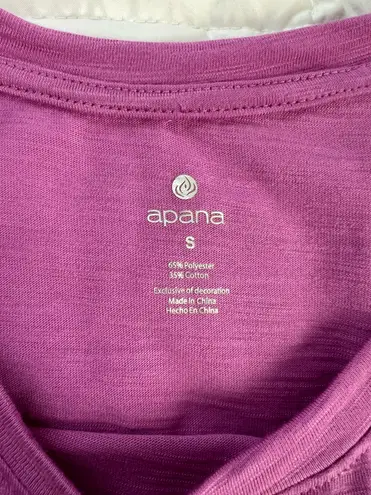 apana
S
65% Polyester
35% Cotton
Exclusive of decoration
Made In China
Hecho En China